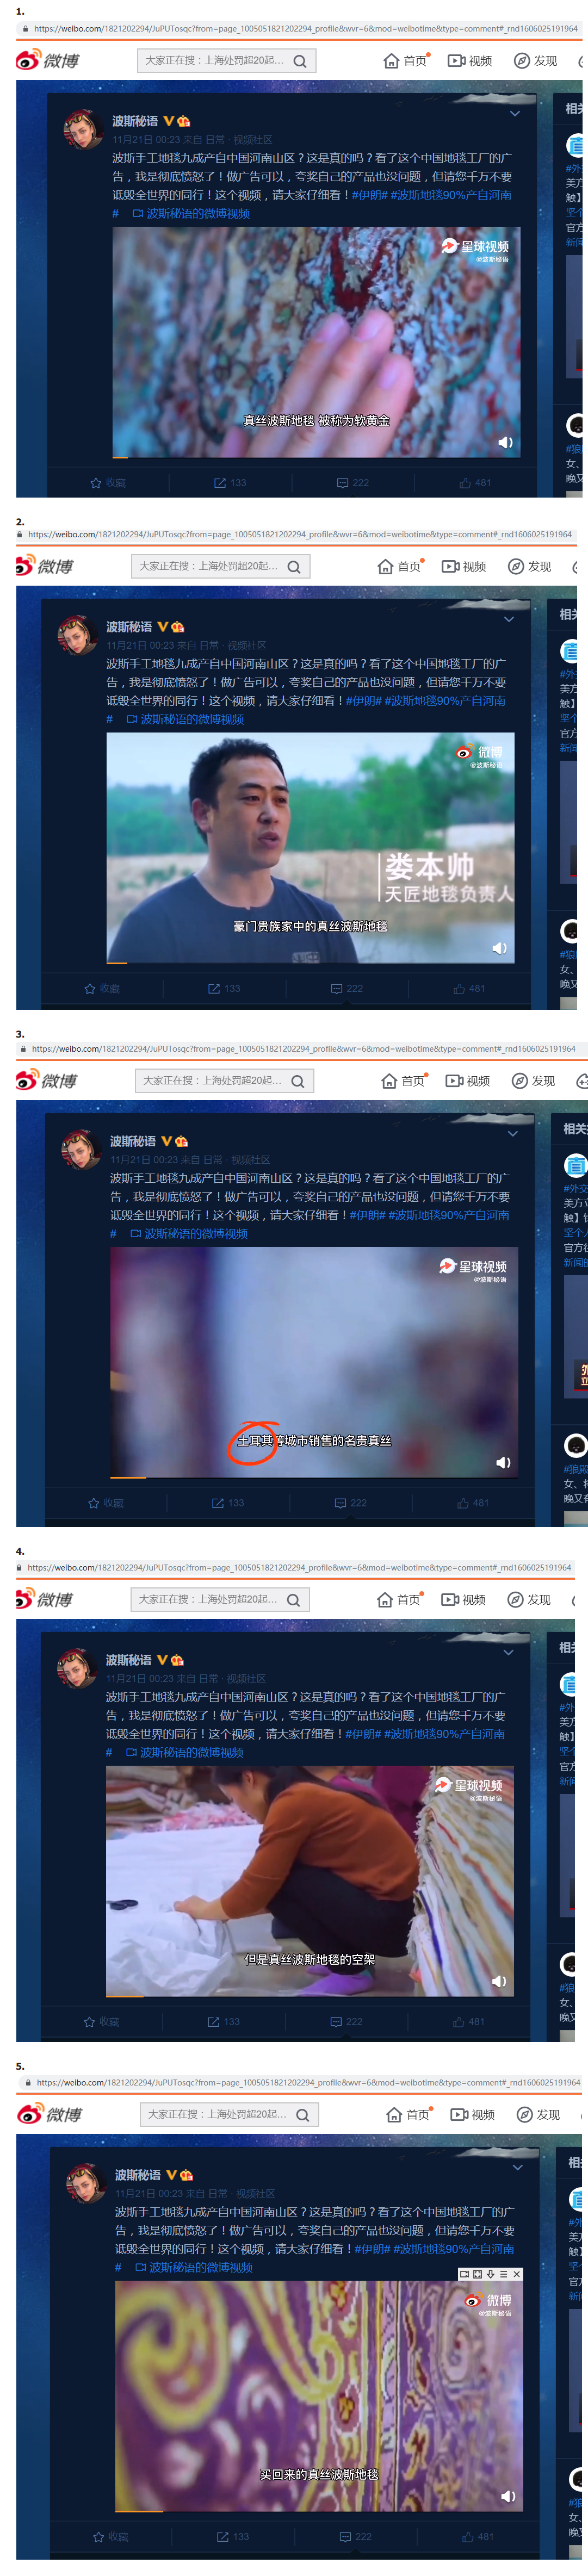 1.
https://weibo.com/1821202294/JuPUTosqc?from=page_1005051821202294_profile&wvr=6&mod=weibotime&type=comment#_rnd1606025191964
微博
大家正在搜：上海处罚超20起...
首页
视频
发现
波斯秘语
11月21日 00:23 来自 日常 · 视频社区
波斯手工地毯九成产自中国河南山区？这是真的吗？看了这个中国地毯工厂的广
告，我是彻底愤怒了！做广告可以，夸奖自己的产品也没问题，但请您千万不要
诋毁全世界的同行！这个视频，请大家仔细看！#伊朗# #波斯地毯90%产自河南
# 波斯秘语的微博视频
星球视频
@波斯秘语
真丝波斯地毯 被称为软黄金
收藏
133
222
481
相关
#外
美方
触】
坚个
官方
新闻
#狼
女、
晚又
2.
https://weibo.com/1821202294/JuPUTosqc?from=page_1005051821202294_profile&wvr=6&mod=weibotime&type=comment#_rnd1606025191964
微博
大家正在搜：上海处罚超20起...
首页
视频
发现
波斯秘语
11月21日 00:23 来自 日常 · 视频社区
波斯手工地毯九成产自中国河南山区？这是真的吗？看了这个中国地毯工厂的广
告，我是彻底愤怒了！做广告可以，夸奖自己的产品也没问题，但请您千万不要
诋毁全世界的同行！这个视频，请大家仔细看！#伊朗# #波斯地毯90%产自河南
# 波斯秘语的微博视频
微博
@波斯秘语
娄本帅
天匠地毯负责人
豪门贵族家中的真丝波斯地毯
收藏
133
222
481
相关
#外
美方
触】
坚个
官方
新闻
#狼
女、
晚又
3.
https://weibo.com/1821202294/JuPUTosqc?from=page_1005051821202294_profile&wvr=6&mod=weibotime&type=comment#_rnd1606025191964
微博
大家正在搜：上海处罚超20起...
首页
视频
发现
波斯秘语
11月21日 00:23 来自 日常 · 视频社区
波斯手工地毯九成产自中国河南山区？这是真的吗？看了这个中国地毯工厂的广
告，我是彻底愤怒了！做广告可以，夸奖自己的产品也没问题，但请您千万不要
诋毁全世界的同行！这个视频，请大家仔细看！#伊朗# #波斯地毯90%产自河南
# 波斯秘语的微博视频
星球视频
@波斯秘语
土耳其等城市销售的名贵真丝
收藏
133
222
481
相关
#外交
美方立
触】
坚个人
官方
新闻的
#狼殿
女、
晚又有
4.
https://weibo.com/1821202294/JuPUTosqc?from=page_1005051821202294_profile&wvr=6&mod=weibotime&type=comment#_rnd1606025191964
微博
大家正在搜：上海处罚超20起...
首页
视频
发现
波斯秘语
11月21日 00:23 来自 日常 · 视频社区
波斯手工地毯九成产自中国河南山区？这是真的吗？看了这个中国地毯工厂的广
告，我是彻底愤怒了！做广告可以，夸奖自己的产品也没问题，但请您千万不要
诋毁全世界的同行！这个视频，请大家仔细看！#伊朗# #波斯地毯90%产自河南
# 波斯秘语的微博视频
星球视频
@波斯秘语
但是真丝波斯地毯的空架
收藏
133
222
481
相关
#外
美方
触】
坚个
官方
新闻
#狼
女、
晚又
5.
https://weibo.com/1821202294/JuPUTosqc?from=page_1005051821202294_profile&wvr=6&mod=weibotime&type=comment#_rnd1606025191964
微博
大家正在搜：上海处罚超20起...
首页
视频
发现
波斯秘语
11月21日 00:23 来自 日常 · 视频社区
波斯手工地毯九成产自中国河南山区？这是真的吗？看了这个中国地毯工厂的广
告，我是彻底愤怒了！做广告可以，夸奖自己的产品也没问题，但请您千万不要
诋毁全世界的同行！这个视频，请大家仔细看！#伊朗# #波斯地毯90%产自河南
# 波斯秘语的微博视频
微博
@波斯秘语
买回来的真丝波斯地毯
收藏
133
222
481
相
#外
美方
触】
坚
官方
新
#狼
女、
晚又